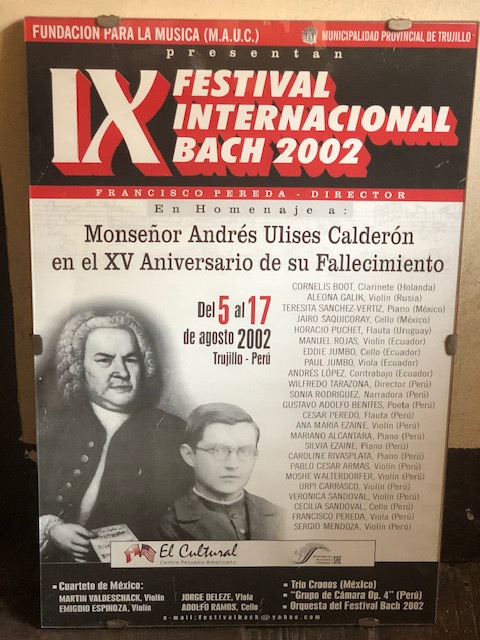 FUNDACION PARA LA MUSICA (M.A.U.C.)
MUNICIPALIDAD PROVINCIAL DE TRUJILLO
presentan
IX FESTIVAL
INTERNACIONAL
BACH 2002
FRANCISCO PEREDA - DIRECTOR
En Homenaje a:
Monseñor Andrés Ulises Calderón
en el XV Aniversario de su Fallecimiento
Del 5 al 17
de agosto 2002
Trujillo - Perú
CORNELIS BOOT, Clarinete (Holanda)
ALEONA GALIK, Violín (Rusia)
TERESITA SANCHEZ-VERTIZ, Piano (México)
JAIRO SAQUICORAY, Cello (México)
HORACIO PUCHET, Flauta (Uruguay)
MANUEL ROJAS, Violín (Ecuador)
EDDIE JUMBO, Cello (Ecuador)
PAUL JUMBO, Viola (Ecuador)
ANDRÉS LÓPEZ, Contrabajo (Ecuador)
WILFREDO TARAZONA, Director (Perú)
SONIA RODRIGUEZ, Narradora (Perú)
GUSTAVO ADOLFO BENITES, Poeta (Perú)
CESAR PEREDO, Flauta (Perú)
ANA MARIA EZAINE, Violín (Perú)
MARIANO ALCANTARA, Piano (Perú)
SILVIA EZAINE, Piano (Perú)
CAROLINE RIVASPLATA, Piano (Perú)
PABLO CESAR ARMAS, Violín (Perú)
MOSHE WALTERDORFER, Violín (Perú)
URPI CARRASCO, Violín (Perú)
VERONICA SANDOVAL, Violín (Perú)
CECILIA SANDOVAL, Cello (Perú)
FRANCISCO PEREDA, Viola (Perú)
SERGIO MENDOZA, Violín (Perú)
El Cultural
Centro Peruano Americano
Cuarteto de México:
MARTIN VALDESCHACK, Violín
EMIGDIO ESPINOZA, Violín
JORGE DELEZE, Viola
ADOLFO RAMOS, Cello
Trío Cronos (México)
"Grupo de Cámara Op. 4" (Perú)
Orquesta del Festival Bach 2002
e-mail:festivalbach@yahoo.com